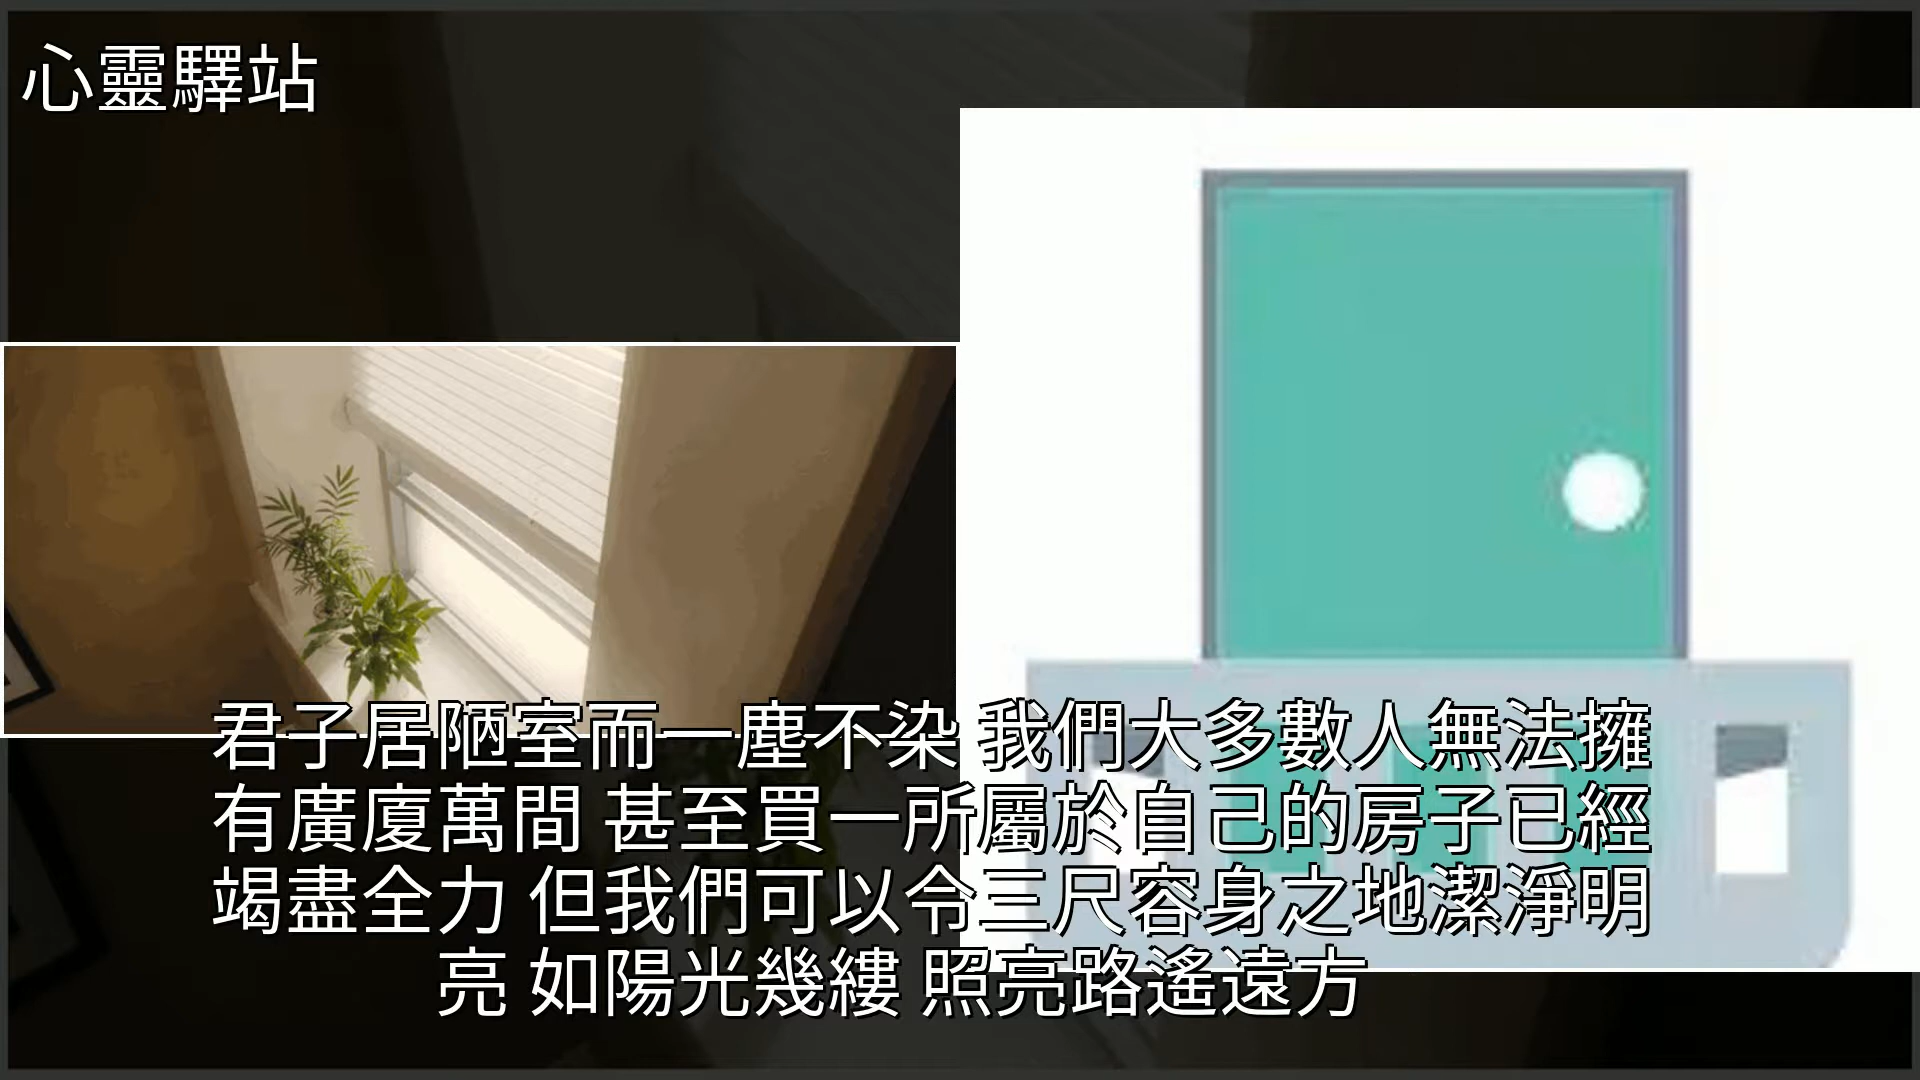 心靈驛站
君子居陋室而一塵不染 我們大多數人無法擁
有廣廈萬間 甚至買一所屬於自己的房子已經
竭盡全力 但我們可以令三尺容身之地潔淨明
亮 如陽光幾縷 照亮路遙遠方